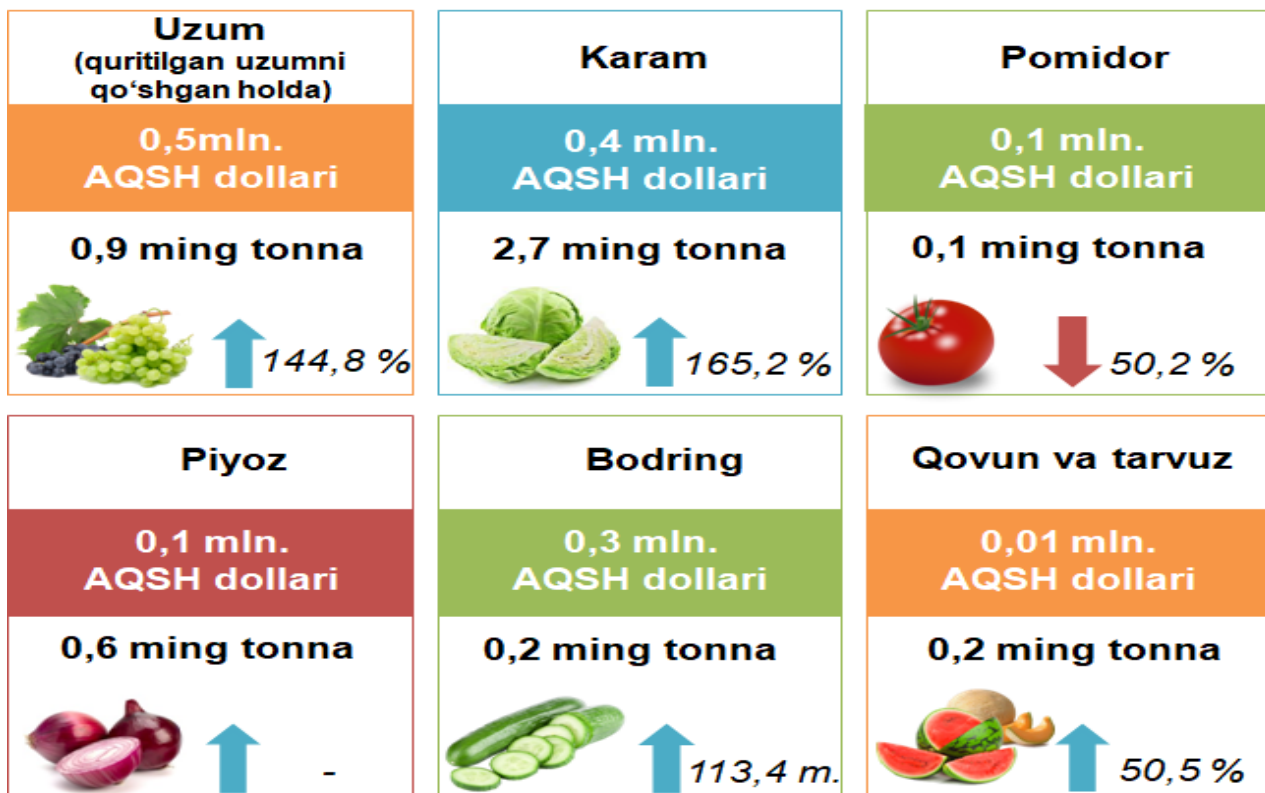 Uzum
(quritilgan uzumni
qo‘shgan holda)
0,5mln.
AQSH dollari
0,9 ming tonna
144,8 %
Karam
0,4 mln.
AQSH dollari
2,7 ming tonna
165,2 %
Pomidor
0,1 mln.
AQSH dollari
0,1 ming tonna
50,2 %
Piyoz
0,1 mln.
AQSH dollari
0,6 ming tonna
-
Bodring
0,3 mln.
AQSH dollari
0,2 ming tonna
113,4 m.
Qovun va tarvuz
0,01 mln.
AQSH dollari
0,2 ming tonna
50,5 %